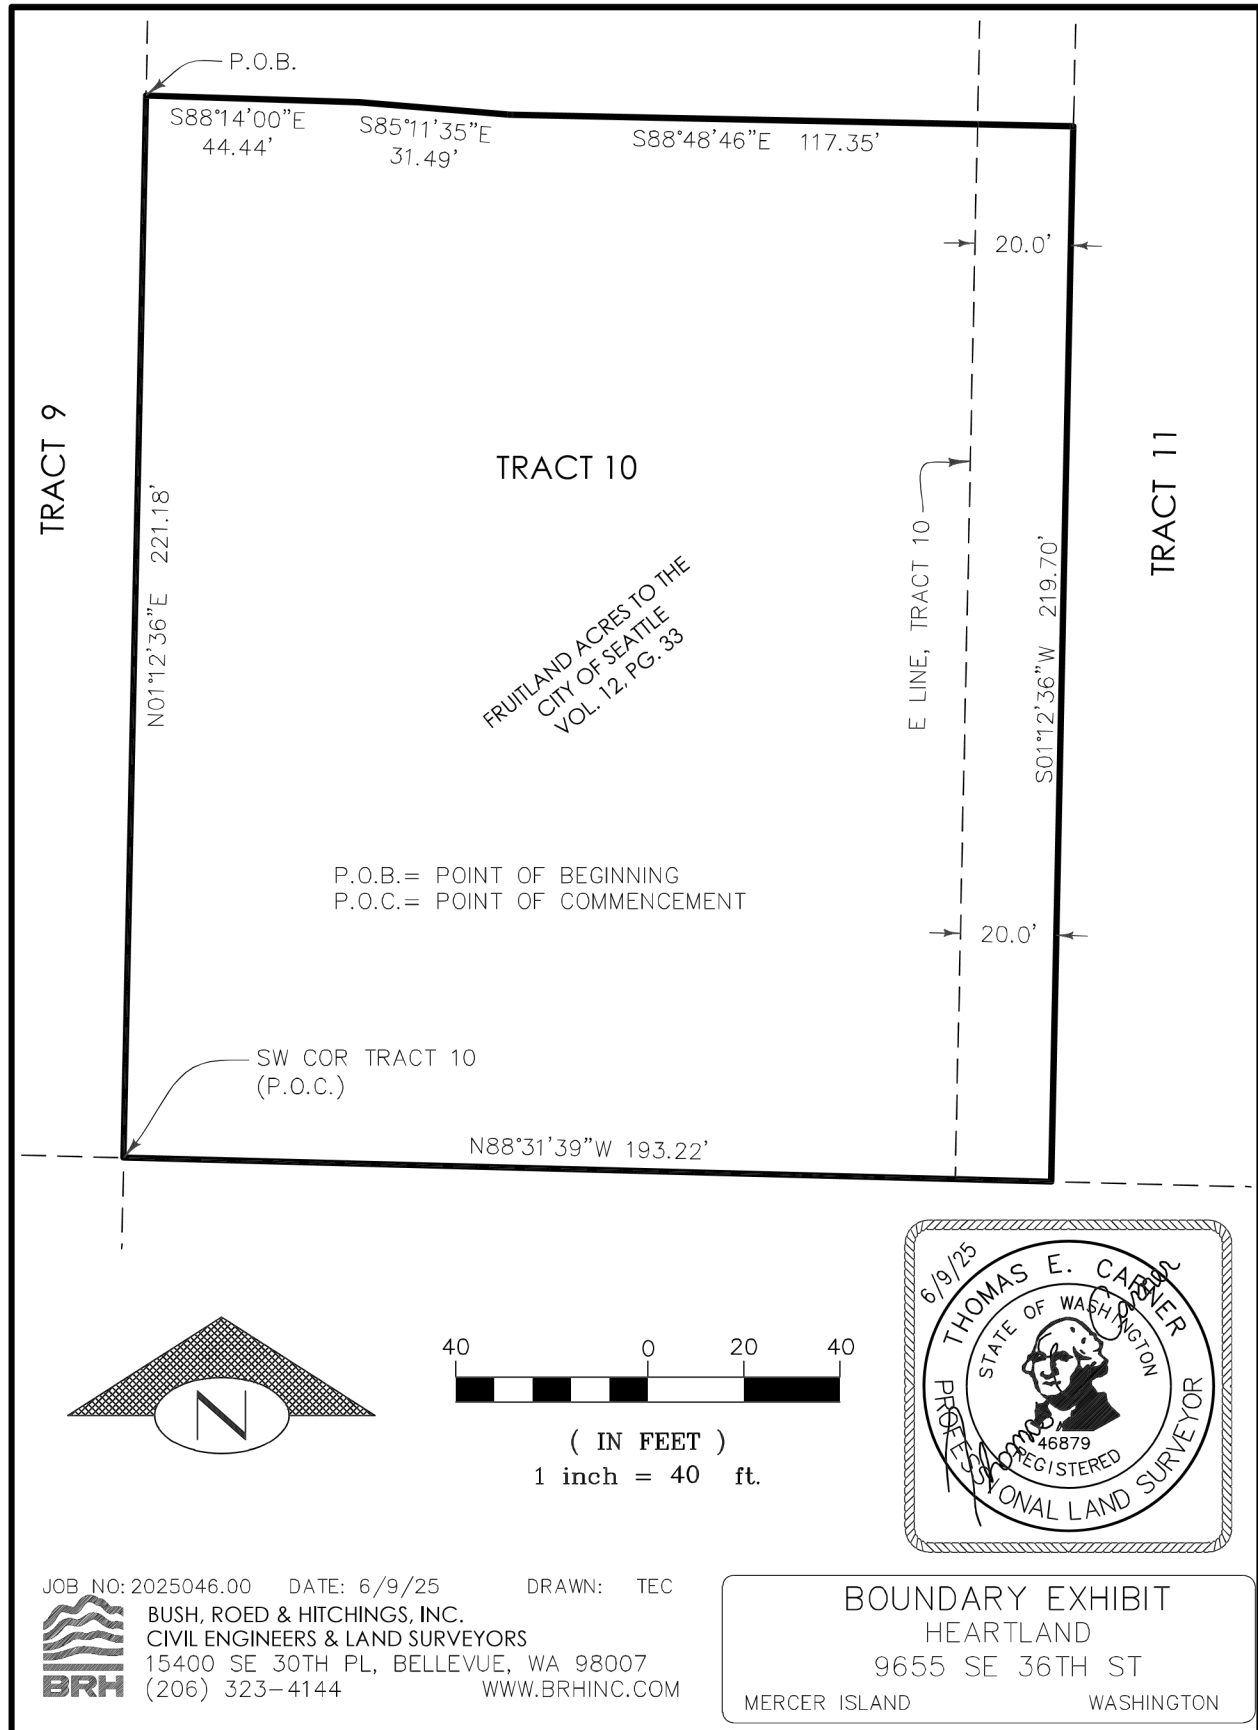 P.O.B.
S88°14'00"E
44.44'
S85°11'35"E
31.49'
S88°48'46"E 117.35'
20.0'
TRACT 9
N01°12'36"E 221.18'
TRACT 10
E LINE, TRACT 10
S01°12'36"W 219.70'
TRACT 11
FRUITLAND ACRES TO THE
CITY OF SEATTLE
VOL. 12, PG. 33
P.O.B.= POINT OF BEGINNING
P.O.C.= POINT OF COMMENCEMENT
20.0'
SW COR TRACT 10
(P.O.C.)
N88°31'39"W 193.22'
N
40 0 20 40
( IN FEET )
1 inch = 40 ft.
6/9/25
THOMAS E. CARNER
STATE OF WASHINGTON
Thomas Carner
46879
REGISTERED
PROFESSIONAL LAND SURVEYOR
JOB NO: 2025046.00 DATE: 6/9/25 DRAWN: TEC
BRH
BUSH, ROED & HITCHINGS, INC.
CIVIL ENGINEERS & LAND SURVEYORS
15400 SE 30TH PL, BELLEVUE, WA 98007
(206) 323-4144 WWW.BRHINC.COM
BOUNDARY EXHIBIT
HEARTLAND
9655 SE 36TH ST
MERCER ISLAND WASHINGTON